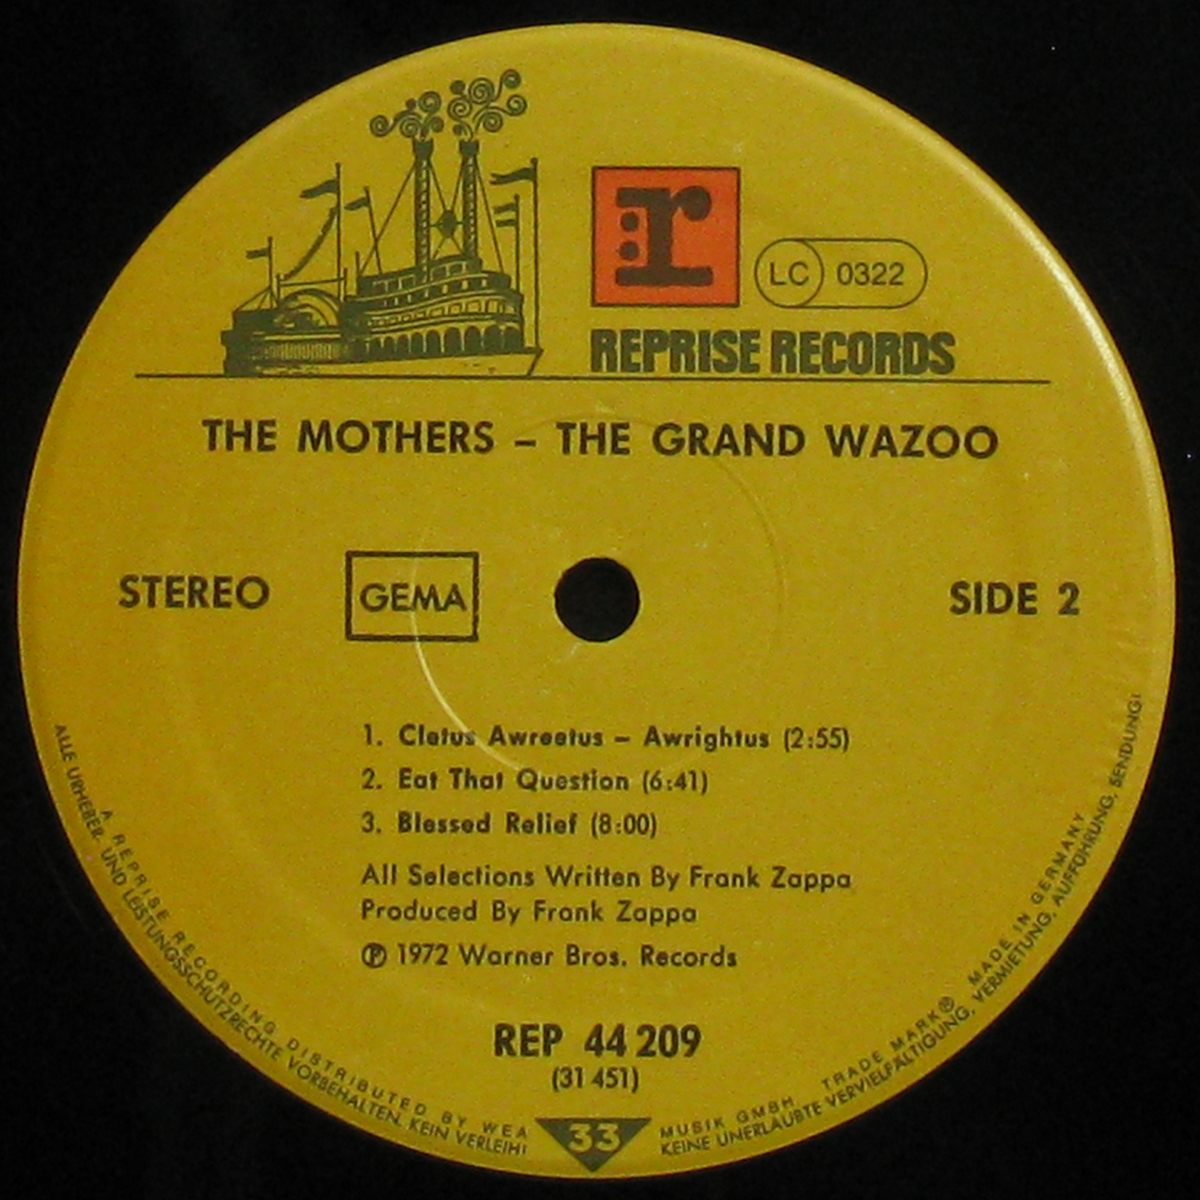 r:
LC 0322
REPRISE RECORDS
THE MOTHERS – THE GRAND WAZOO
STEREO
GEMA
SIDE 2
1. Cletus Awreetus – Awrightus (2:55)
2. Eat That Question (6:41)
3. Blessed Relief (8:00)
All Selections Written By Frank Zappa
Produced By Frank Zappa
℗ 1972 Warner Bros. Records
REP 44 209
(31 451)
33
A REPRISE RECORDING DISTRIBUTED BY WEA MUSIK GMBH TRADE MARK® MADE IN GERMANY
ALLE URHEBER- UND LEISTUNGSSCHUTZRECHTE VORBEHALTEN. KEIN VERLEIH! KEINE UNERLAUBTE VERVIELFÄLTIGUNG, VERMIETUNG, AUFFÜHRUNG, SENDUNG!